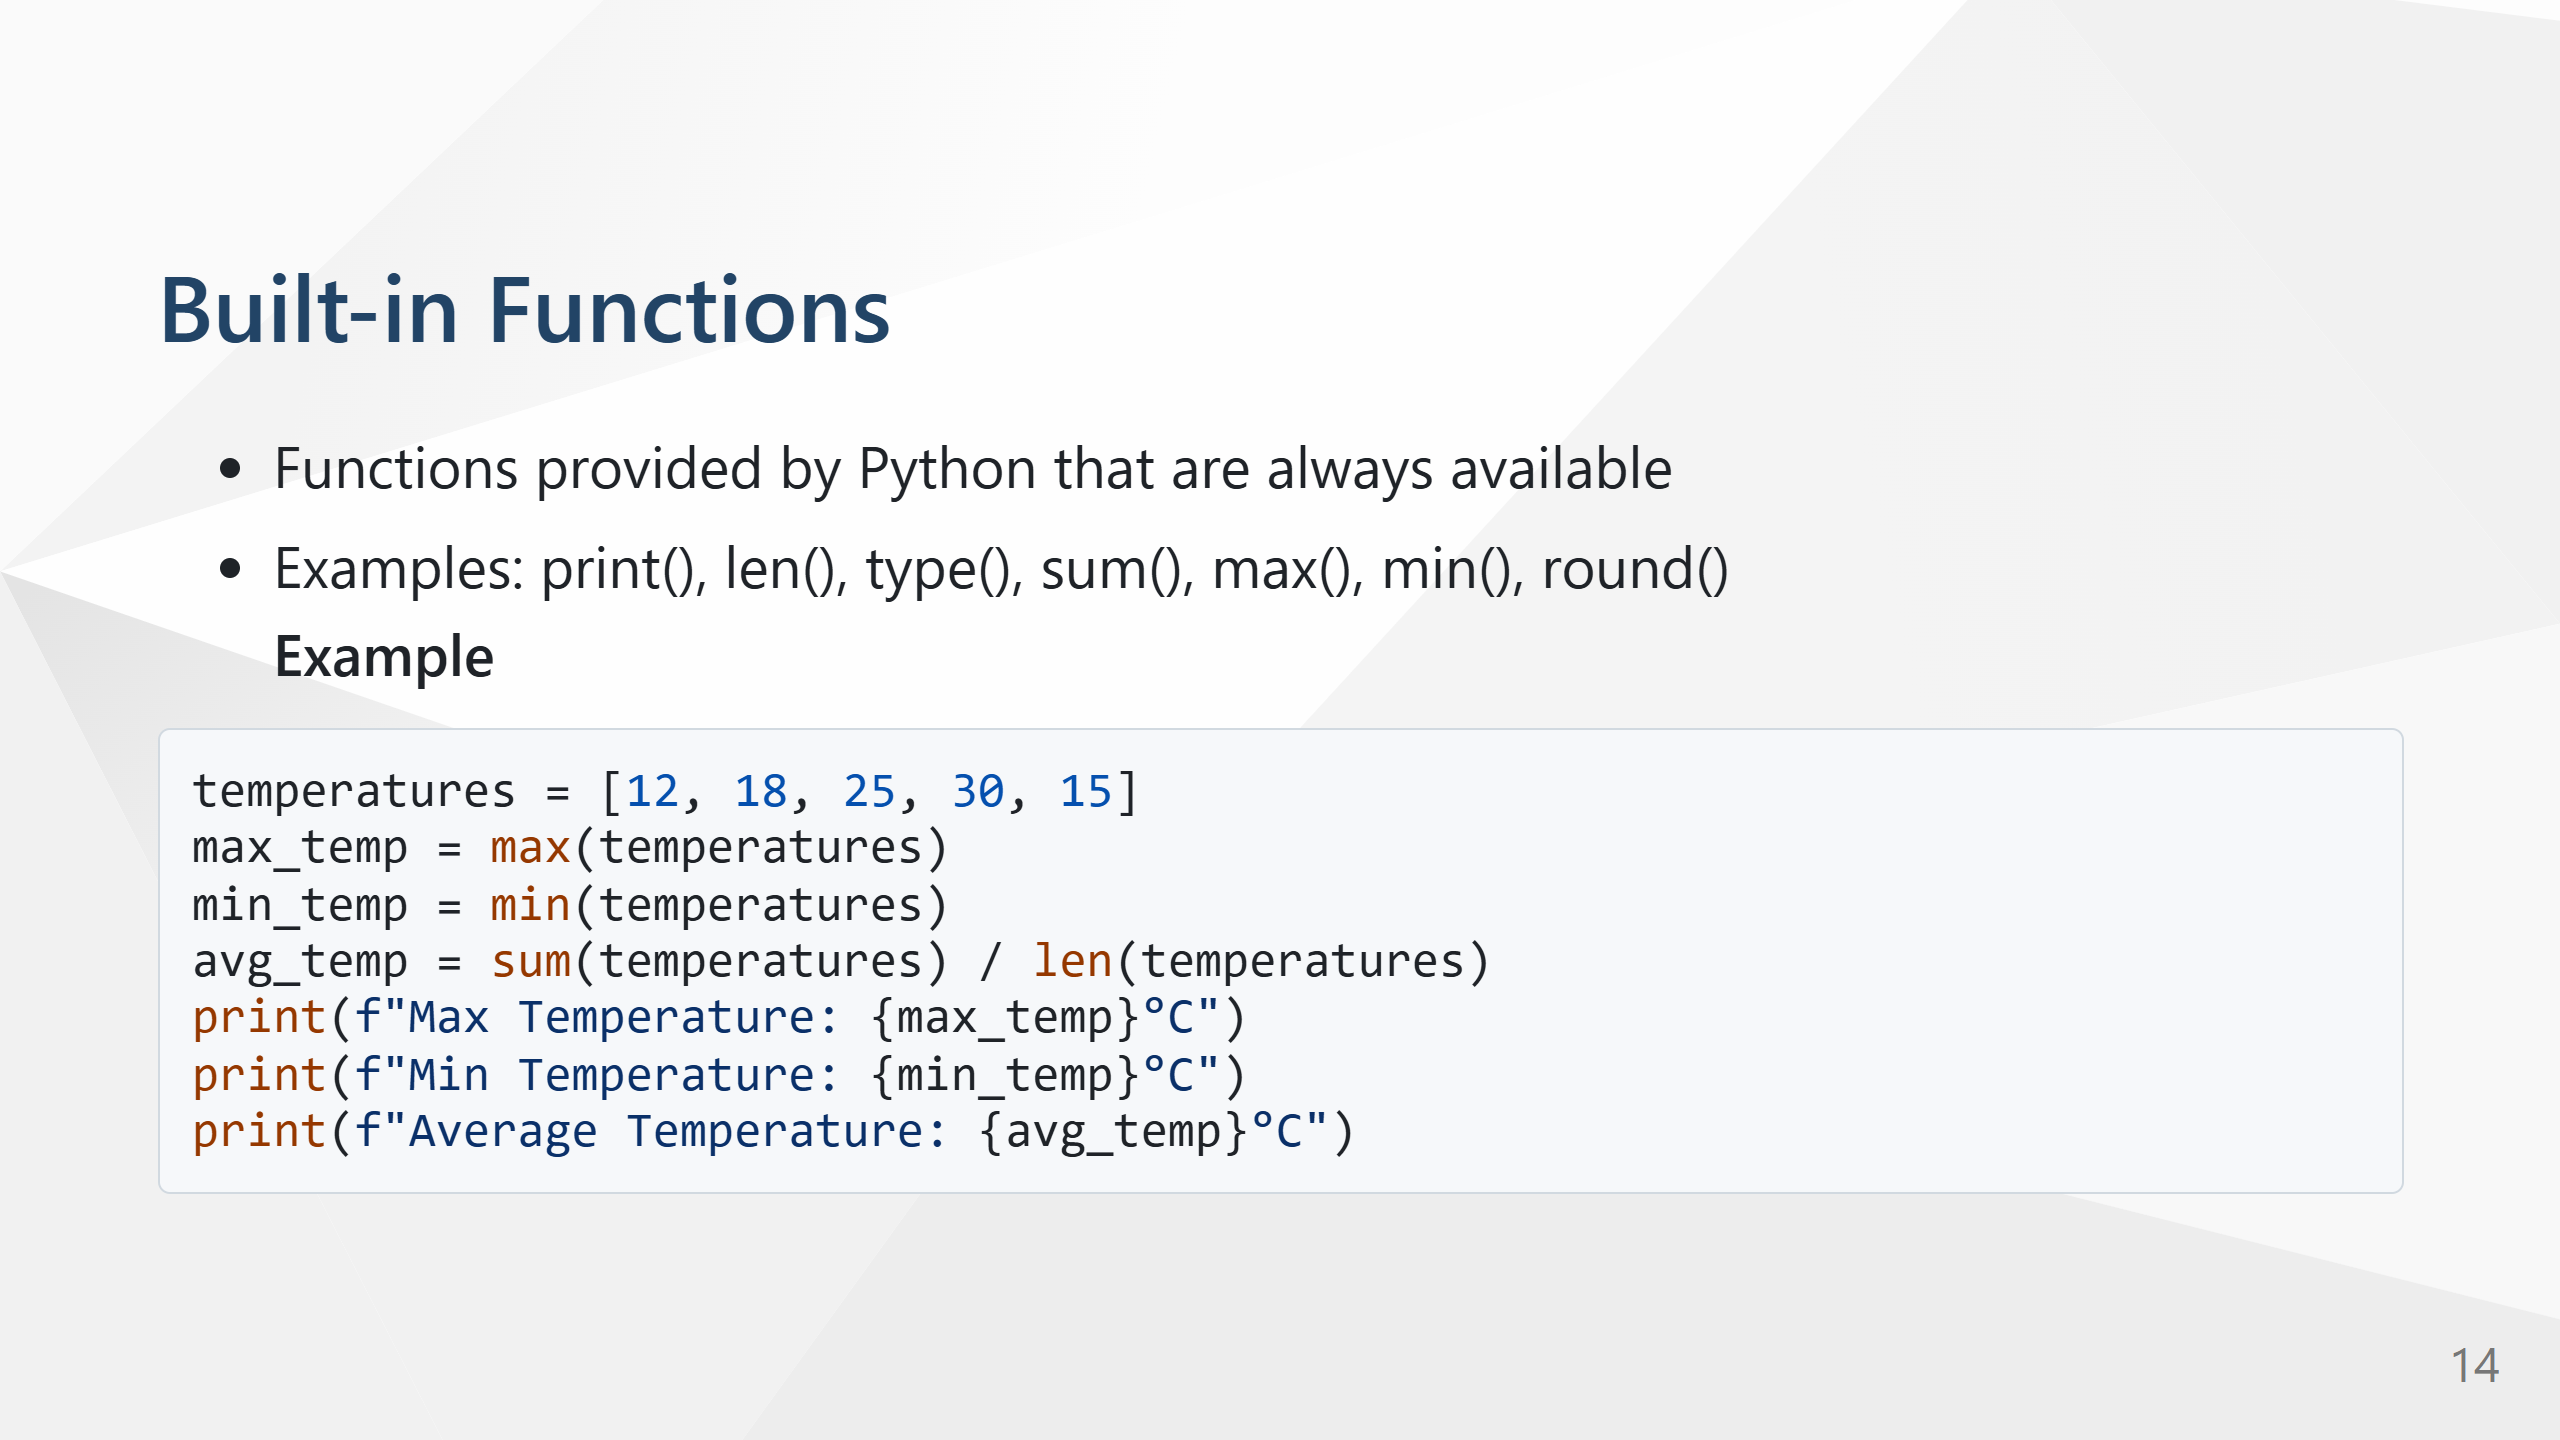 Built-in Functions
• Functions provided by Python that are always available
• Examples: print(), len(), type(), sum(), max(), min(), round()
Example
temperatures = [12, 18, 25, 30, 15]
max_temp = max(temperatures)
min_temp = min(temperatures)
avg_temp = sum(temperatures) / len(temperatures)
print(f"Max Temperature: {max_temp}°C")
print(f"Min Temperature: {min_temp}°C")
print(f"Average Temperature: {avg_temp}°C")
14